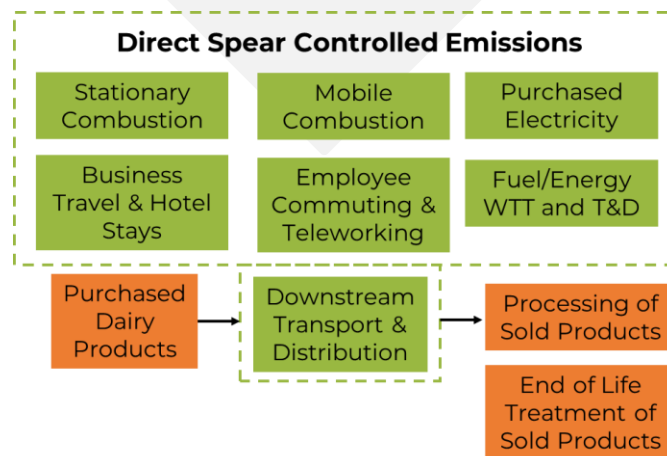 Direct Spear Controlled Emissions
Stationary
Combustion
Mobile
Combustion
Purchased
Electricity
Business
Travel & Hotel
Stays
Employee
Commuting &
Teleworking
Fuel/Energy
WTT and T&D
Purchased
Dairy
Products
Downstream
Transport &
Distribution
Processing of
Sold Products
End of Life
Treatment of
Sold Products